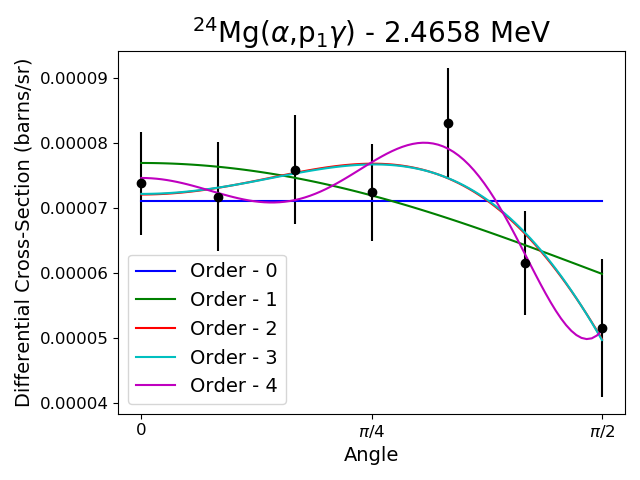 ²⁴Mg(α,p₁γ) - 2.4658 MeV
Differential Cross-Section (barns/sr)
0.00009
0.00008
0.00007
0.00006
0.00005
0.00004
Order - 0
Order - 1
Order - 2
Order - 3
Order - 4
0
π/4
π/2
Angle